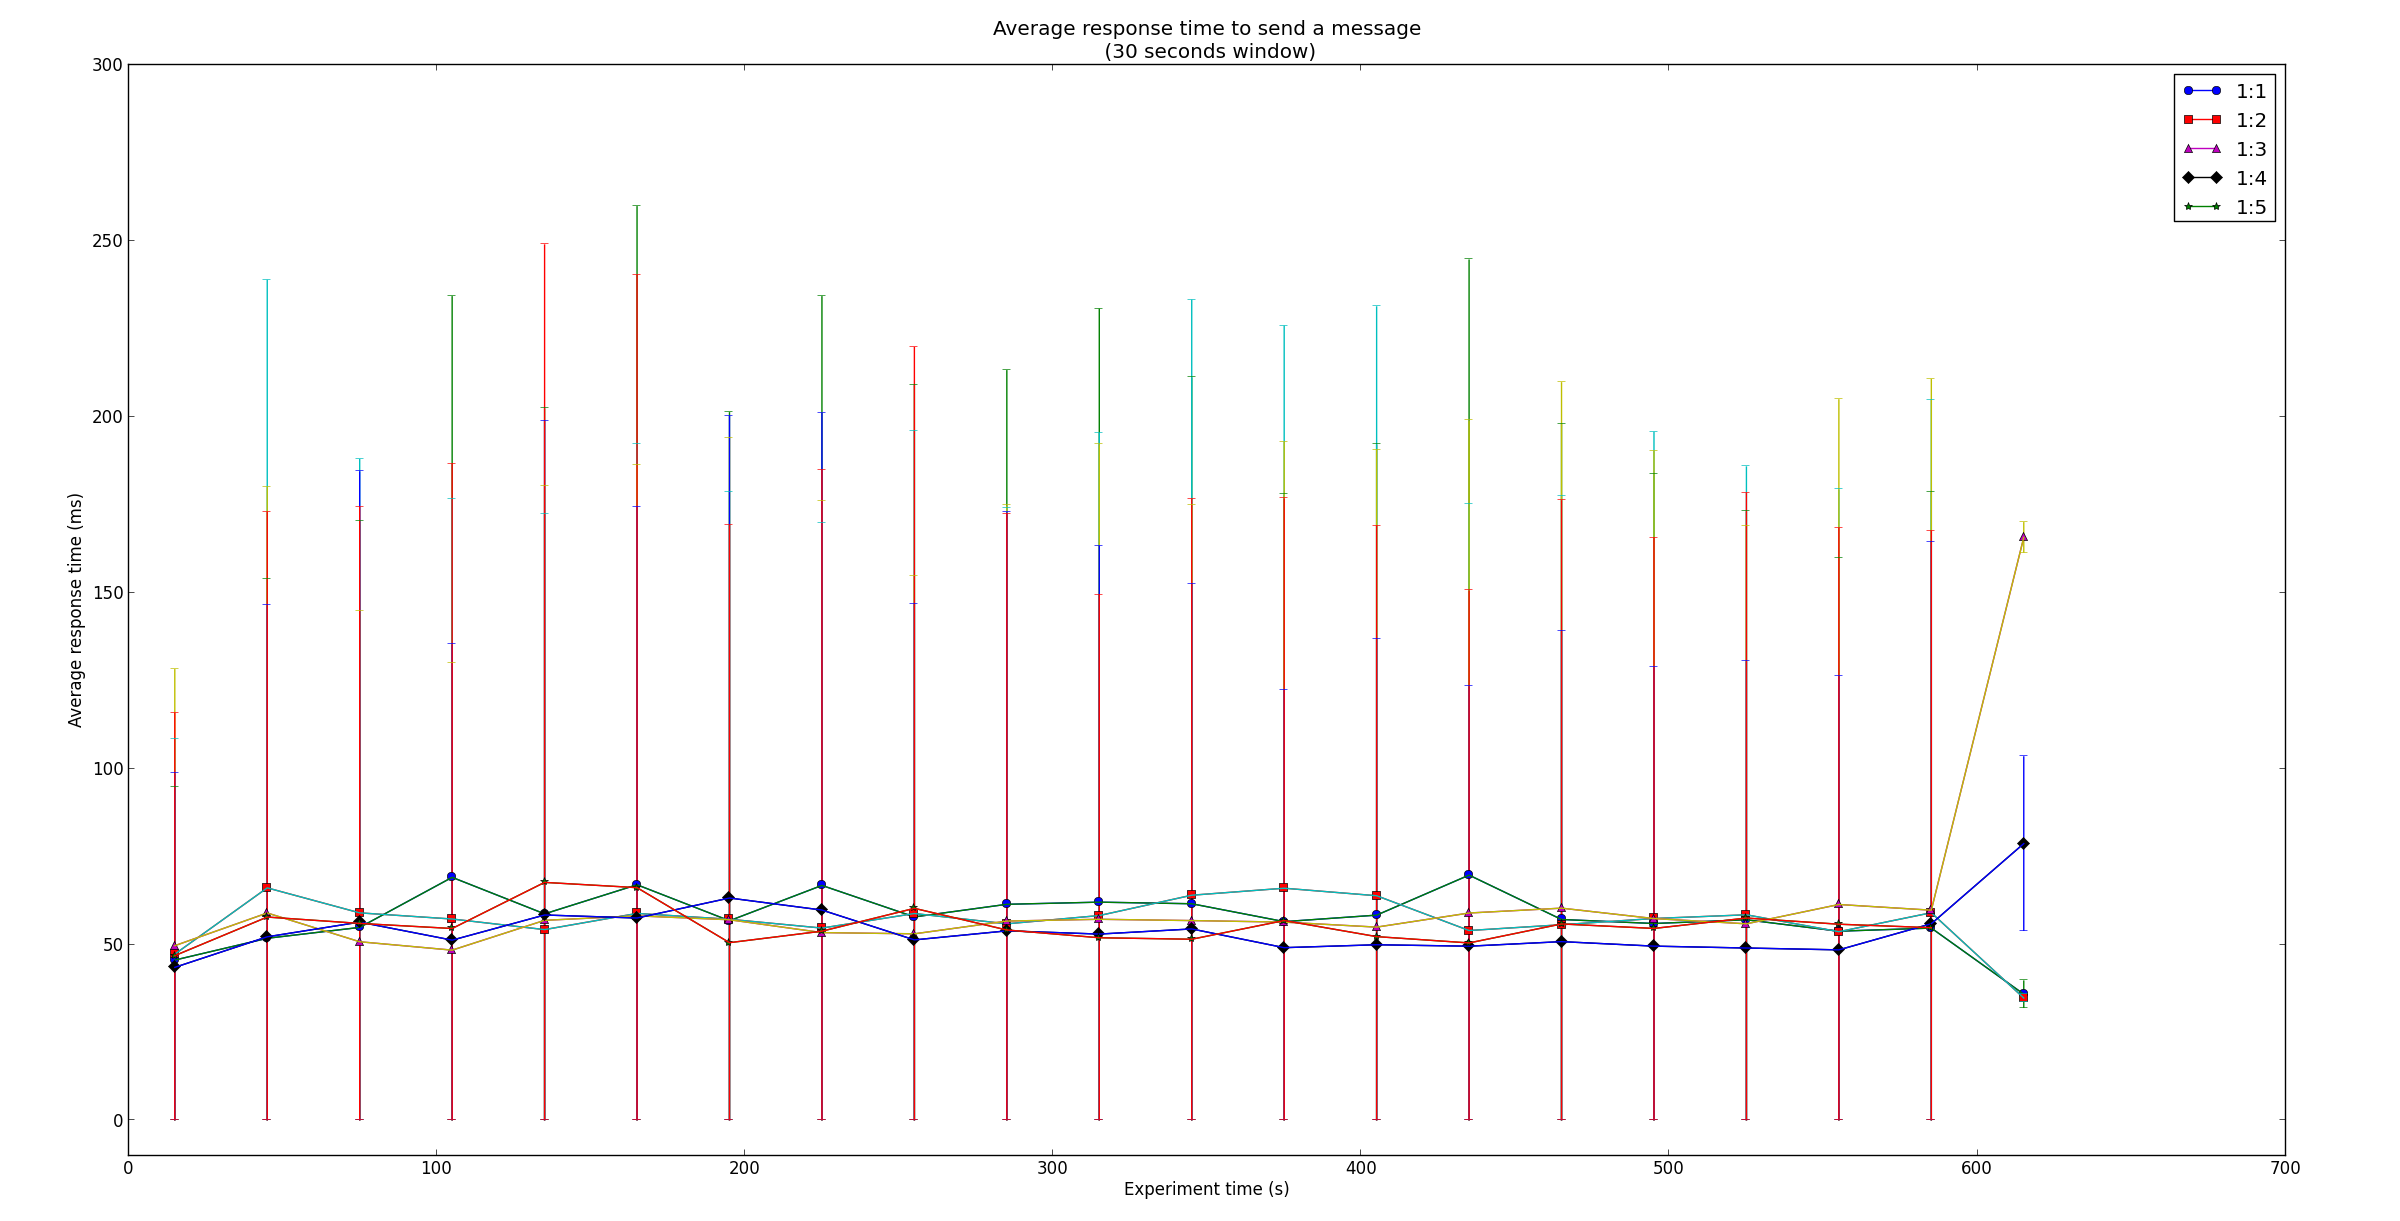 Average response time to send a message
(30 seconds window)
300
250
200
150
100
50
0
Average response time (ms)
1:1
1:2
1:3
1:4
1:5
0 100 200 300 400 500 600 700
Experiment time (s)